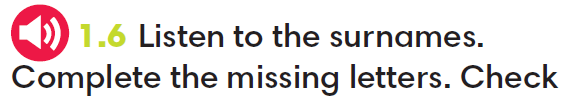 1.6 Listen to the surnames.
Complete the missing letters. Check